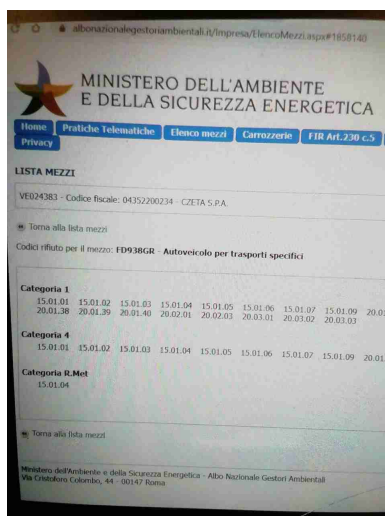 albonazionalegestoriambientali.it/Impresa/ElencoMezzi.aspx#1858140
MINISTERO DELL'AMBIENTE
E DELLA SICUREZZA ENERGETICA
Home Pratiche Telematiche Elenco mezzi Carrozzerie FIR Art.230 c.5
Privacy
LISTA MEZZI
VE024383 - Codice fiscale: 04352200234 - CZETA S.P.A.
Torna alla lista mezzi
Codici rifiuto per il mezzo: FD938GR - Autoveicolo per trasporti specifici
Categoria 1
15.01.01 15.01.02 15.01.03 15.01.04 15.01.05 15.01.06 15.01.07 15.01.09
20.01.38 20.01.39 20.01.40 20.02.01 20.02.03 20.03.01 20.03.02 20.03.03
Categoria 4
15.01.01 15.01.02 15.01.03 15.01.04 15.01.05 15.01.06 15.01.07 15.01.09 20.01
Categoria R.Met
15.01.04
Torna alla lista mezzi
Ministero dell'Ambiente e della Sicurezza Energetica - Albo Nazionale Gestori Ambientali
Via Cristoforo Colombo, 44 - 00147 Roma